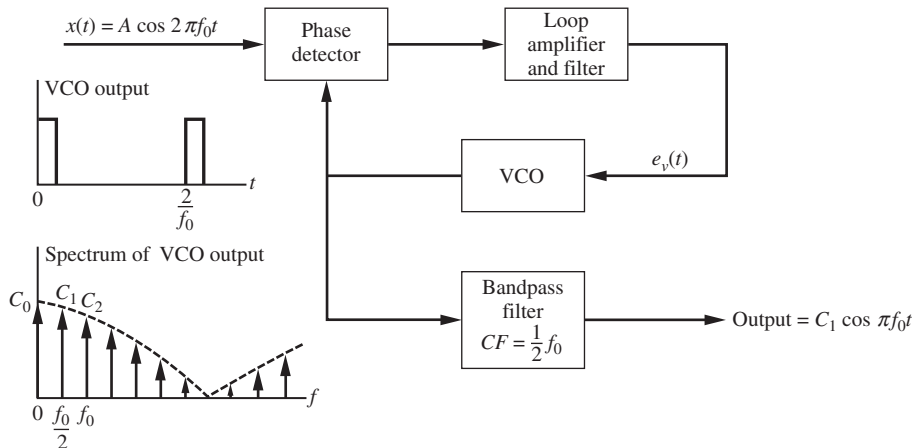 x(t) = A cos 2πf₀t
Phase
detector
Loop
amplifier
and filter
VCO output
t
0
2
f₀
VCO
eᵥ(t)
Spectrum of VCO output
C₀
C₁
C₂
f
0
f₀
2
f₀
Bandpass
filter
CF = 1/2 f₀
Output = C₁ cos πf₀t